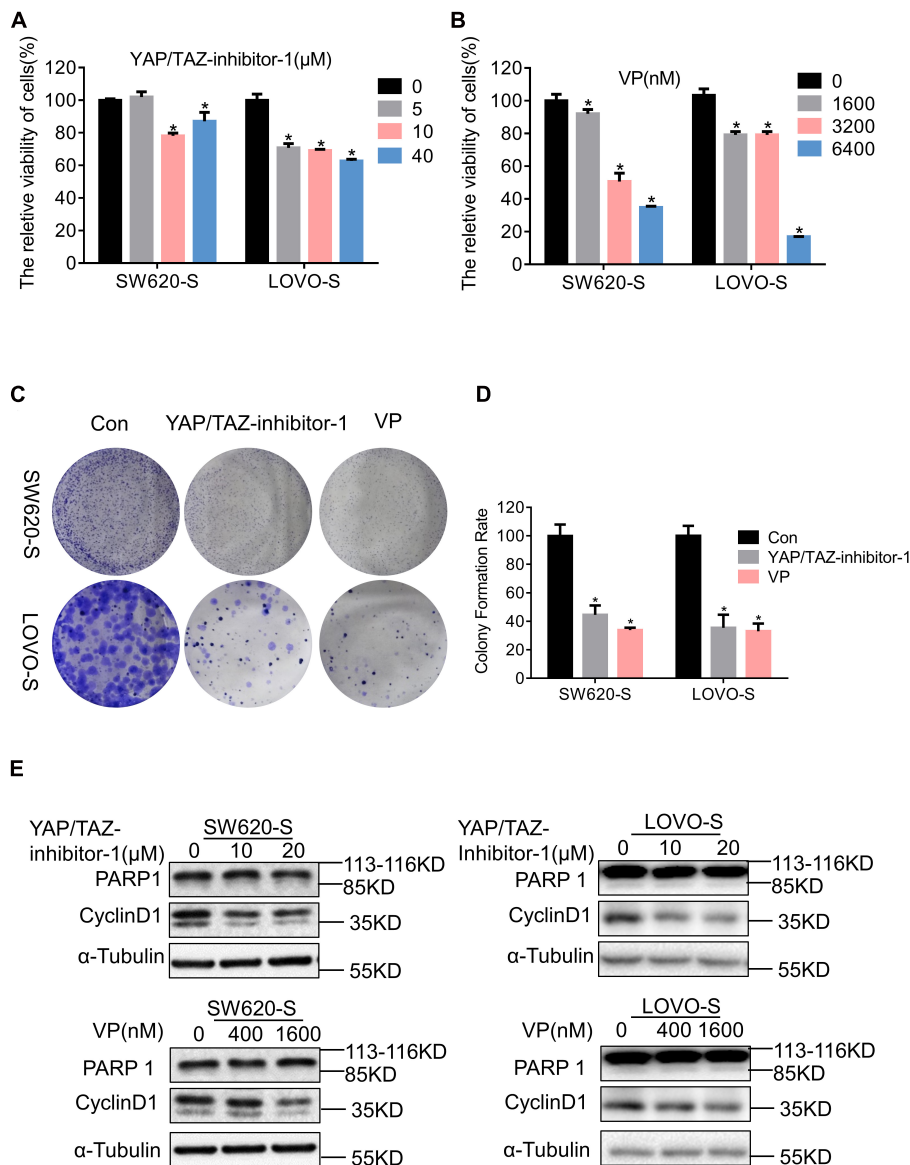 A
YAP/TAZ-inhibitor-1(μM)
The reletive viability of cells(%)
120
100
80
60
40
20
0
* * * * *
SW620-S LOVO-S
0
5
10
40
B
VP(nM)
The reletive viability of cells(%)
120
100
80
60
40
20
0
* * * * * *
SW620-S LOVO-S
0
1600
3200
6400
C
Con YAP/TAZ-inhibitor-1 VP
SW620-S
LOVO-S
D
Colony Formation Rate
120
100
80
60
40
20
0
* * * *
SW620-S LOVO-S
Con
YAP/TAZ-inhibitor-1
VP
E
YAP/TAZ-
inhibitor-1(μM)
SW620-S
0 10 20
PARP1
113-116KD
85KD
CyclinD1
35KD
α-Tubulin
55KD
YAP/TAZ-
Inhibitor-1(μM)
LOVO-S
0 10 20
PARP 1
113-116KD
85KD
CyclinD1
35KD
α-Tubulin
55KD
SW620-S
VP(nM)
0 400 1600
PARP 1
113-116KD
85KD
CyclinD1
35KD
α-Tubulin
55KD
LOVO-S
VP(nM)
0 400 1600
PARP 1
113-116KD
85KD
CyclinD1
35KD
α-Tubulin
55KD